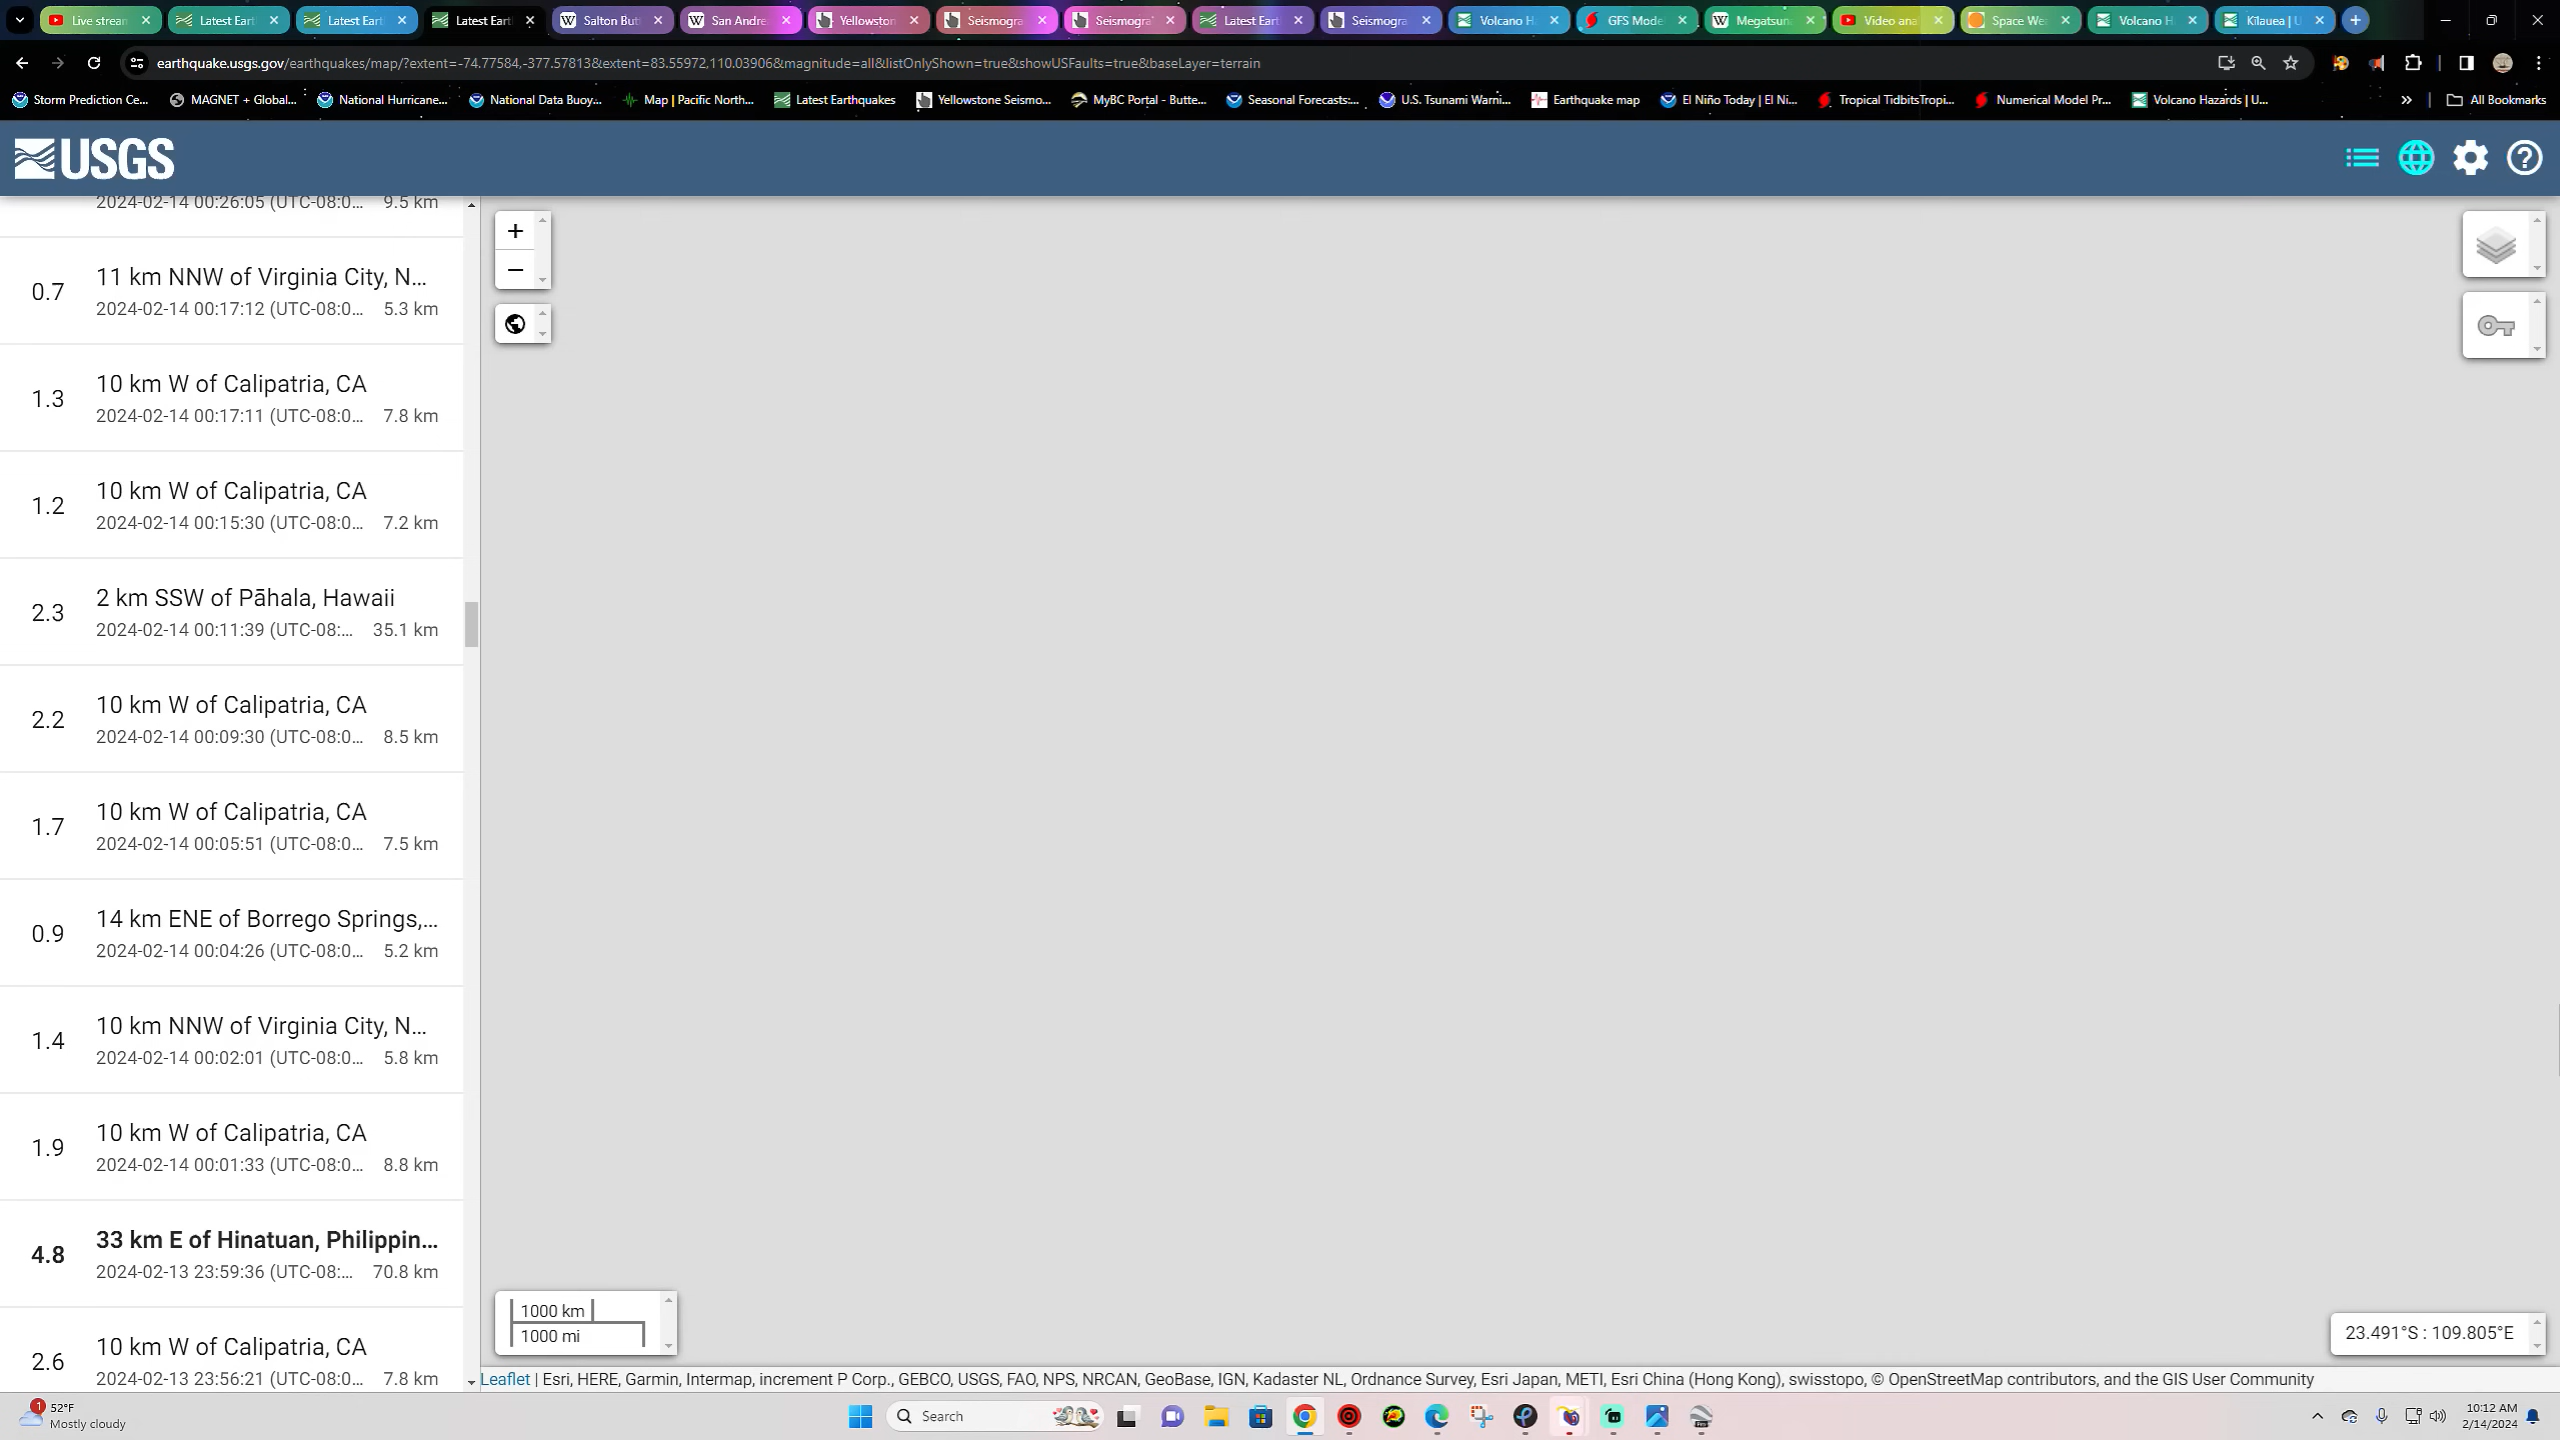 Live stream
Latest Eart
Latest Eart
Latest Eart
Salton But
San Andre
Yellowston
Seismogra
Seismogra
Latest Eart
Seismogra
Volcano H
GFS Mode
Megatsun
Video ana
Space We
Volcano H
Kīlauea | U
earthquake.usgs.gov/earthquakes/map/?extent=-74.77584,-377.57813&extent=83.55972,110.03906&magnitude=all&listOnlyShown=true&showUSFaults=true&baseLayer=terrain
Storm Prediction Ce...
MAGNET + Global...
National Hurricane...
National Data Buoy...
Map | Pacific North...
Latest Earthquakes
Yellowstone Seismo...
MyBC Portal - Butte...
Seasonal Forecasts:...
U.S. Tsunami Warni...
Earthquake map
El Niño Today | El Ni...
Tropical TidbitsTropi...
Numerical Model Pr...
Volcano Hazards | U...
All Bookmarks
USGS
2024-02-14 00:26:05 (UTC-08:0... 9.5 km
0.7 11 km NNW of Virginia City, N...
2024-02-14 00:17:12 (UTC-08:0... 5.3 km
1.3 10 km W of Calipatria, CA
2024-02-14 00:17:11 (UTC-08:0... 7.8 km
1.2 10 km W of Calipatria, CA
2024-02-14 00:15:30 (UTC-08:0... 7.2 km
2.3 2 km SSW of Pāhala, Hawaii
2024-02-14 00:11:39 (UTC-08:... 35.1 km
2.2 10 km W of Calipatria, CA
2024-02-14 00:09:30 (UTC-08:0... 8.5 km
1.7 10 km W of Calipatria, CA
2024-02-14 00:05:51 (UTC-08:0... 7.5 km
0.9 14 km ENE of Borrego Springs,...
2024-02-14 00:04:26 (UTC-08:0... 5.2 km
1.4 10 km NNW of Virginia City, N...
2024-02-14 00:02:01 (UTC-08:0... 5.8 km
1.9 10 km W of Calipatria, CA
2024-02-14 00:01:33 (UTC-08:0... 8.8 km
4.8 33 km E of Hinatuan, Philippin...
2024-02-13 23:59:36 (UTC-08:... 70.8 km
2.6 10 km W of Calipatria, CA
2024-02-13 23:56:21 (UTC-08:0... 7.8 km
1000 km
1000 mi
23.491°S : 109.805°E
Leaflet | Esri, HERE, Garmin, Intermap, increment P Corp., GEBCO, USGS, FAO, NPS, NRCAN, GeoBase, IGN, Kadaster NL, Ordnance Survey, Esri Japan, METI, Esri China (Hong Kong), swisstopo, © OpenStreetMap contributors, and the GIS User Community
1
52°F
Mostly cloudy
Search
10:12 AM
2/14/2024